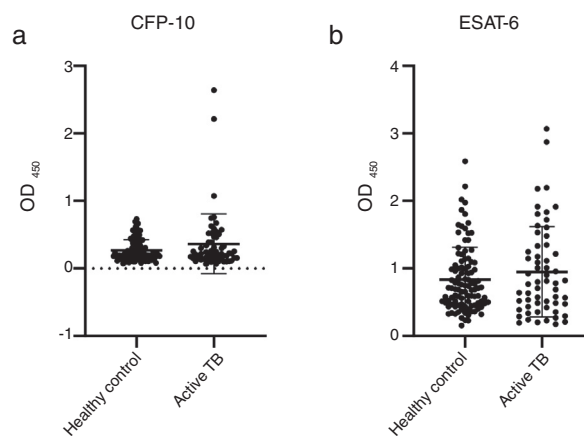 a
CFP-10
3
2
1
0
-1
OD 450
Healthy control
Active TB
b
ESAT-6
4
3
2
1
0
OD 450
Healthy control
Active TB